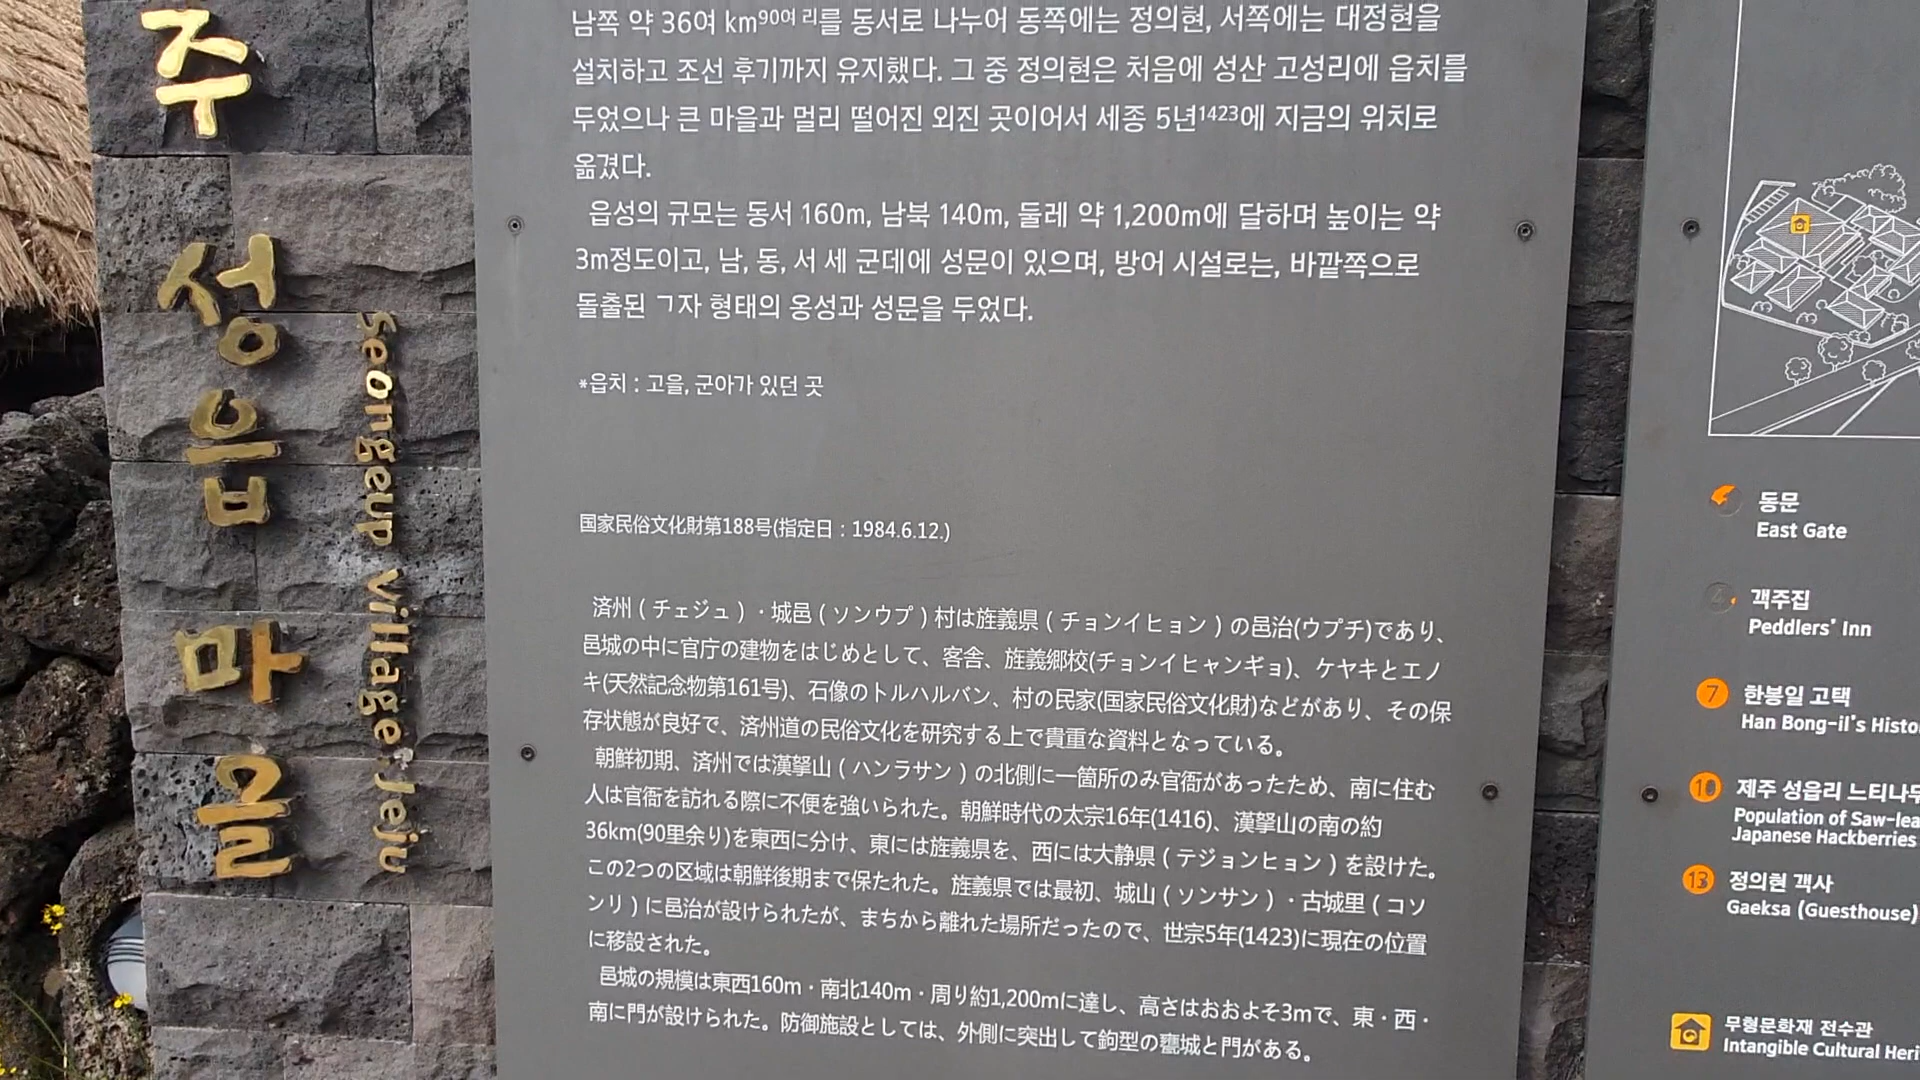 주
성
읍
마
을
Seongeup village, Jeju
남쪽 약 36여 km90여 리를 동서로 나누어 동쪽에는 정의현, 서쪽에는 대정현을
설치하고 조선 후기까지 유지했다. 그 중 정의현은 처음에 성산 고성리에 읍치를
두었으나 큰 마을과 멀리 떨어진 외진 곳이어서 세종 5년1423에 지금의 위치로
옮겼다.
읍성의 규모는 동서 160m, 남북 140m, 둘레 약 1,200m에 달하며 높이는 약
3m정도이고, 남, 동, 서 세 군데에 성문이 있으며, 방어 시설로는, 바깥쪽으로
돌출된 ㄱ자 형태의 옹성과 성문을 두었다.
*읍치 : 고을, 군아가 있던 곳
国家民俗文化財第188号(指定日 : 1984.6.12.)
済州 ( チェジュ ) ・城邑 ( ソンウプ ) 村は旌義県 ( チョンイヒョン ) の邑治(ウプチ)であり、
邑城の中に官庁の建物をはじめとして、客舎、旌義郷校(チョンイヒャンギョ)、ケヤキとエノ
キ(天然記念物第161号)、石像のトルハルバン、村の民家(国家民俗文化財)などがあり、その保
存状態が良好で、済州道の民俗文化を研究する上で貴重な資料となっている。
朝鮮初期、済州では漢拏山 ( ハンラサン ) の北側に一箇所のみ官衙があったため、南に住む
人は官衙を訪れる際に不便を強いられた。朝鮮時代の太宗16年(1416)、漢拏山の南の約
36km(90里余り)を東西に分け、東には旌義県を、西には大静県 ( テジョンヒョン ) を設けた。
この2つの区域は朝鮮後期まで保たれた。旌義県では最初、城山 ( ソンサン ) ・古城里 ( コソ
ンリ ) に邑治が設けられたが、まちから離れた場所だったので、世宗5年(1423)に現在の位置
に移設された。
邑城の規模は東西160m・南北140m・周り約1,200mに達し、高さはおおよそ3mで、東・西・
南に門が設けられた。防御施設としては、外側に突出して鉤型の甕城と門がある。
동문
East Gate
객주집
Peddlers' Inn
7 한봉일 고택
Han Bong-il's Histo
10 제주 성읍리 느티나무
Population of Saw-lea
Japanese Hackberries
13 정의현 객사
Gaeksa (Guesthouse)
무형문화재 전수관
Intangible Cultural Heri